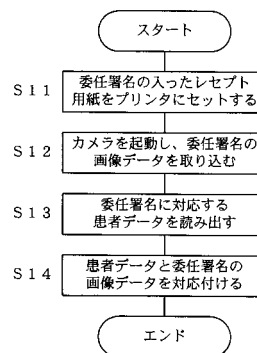 スタート
S11
委任署名の入ったレセプト
用紙をプリンタにセットする
S12
カメラを起動し、委任署名の
画像データを取り込む
S13
委任署名に対応する
患者データを読み出す
S14
患者データと委任署名の
画像データを対応付ける
エンド